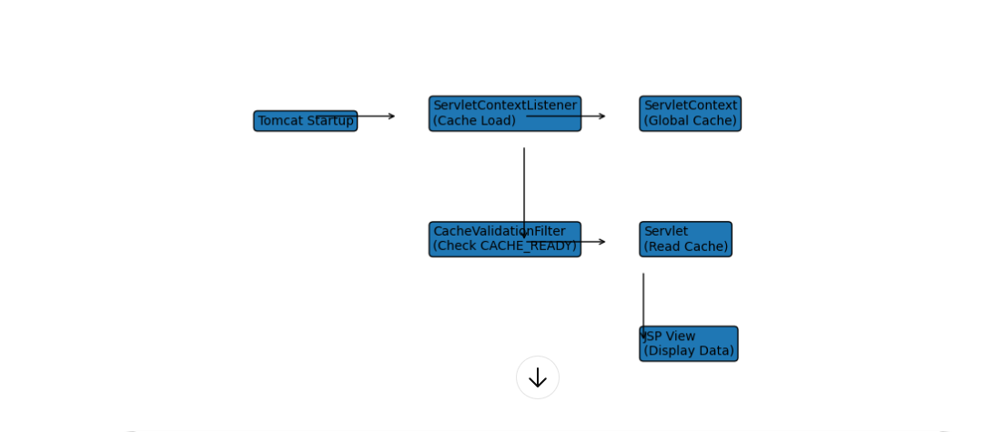 Tomcat Startup
ServletContextListener
(Cache Load)
ServletContext
(Global Cache)
CacheValidationFilter
(Check CACHE_READY)
Servlet
(Read Cache)
JSP View
(Display Data)